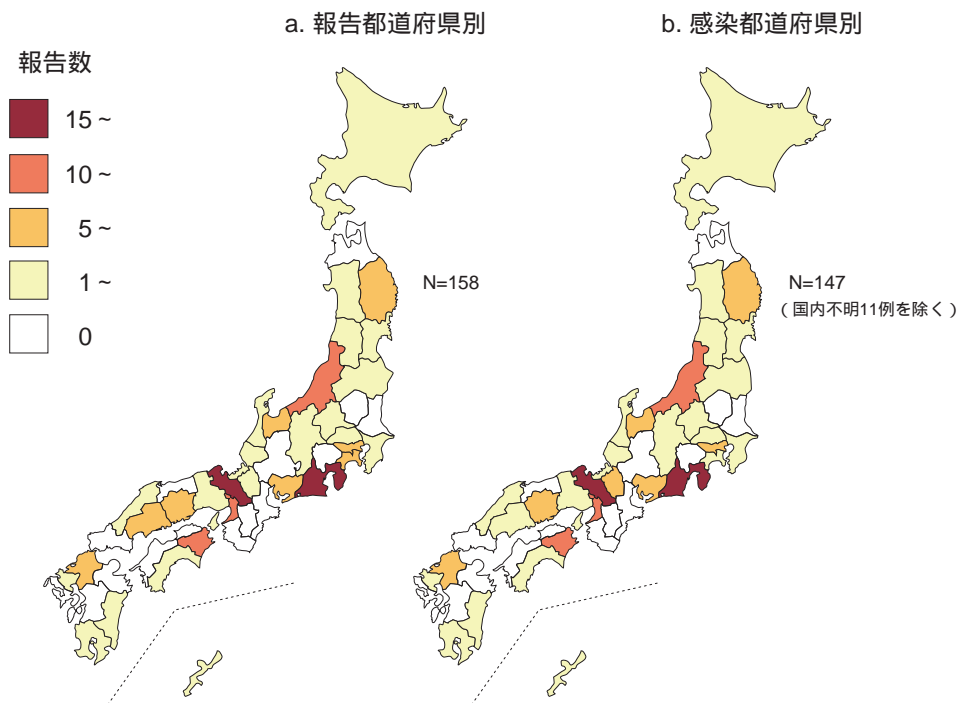 a. 報告都道府県別
b. 感染都道府県別
報告数
15 ~
10 ~
5 ~
1 ~
0
N=158
N=147
( 国内不明11例を除く )